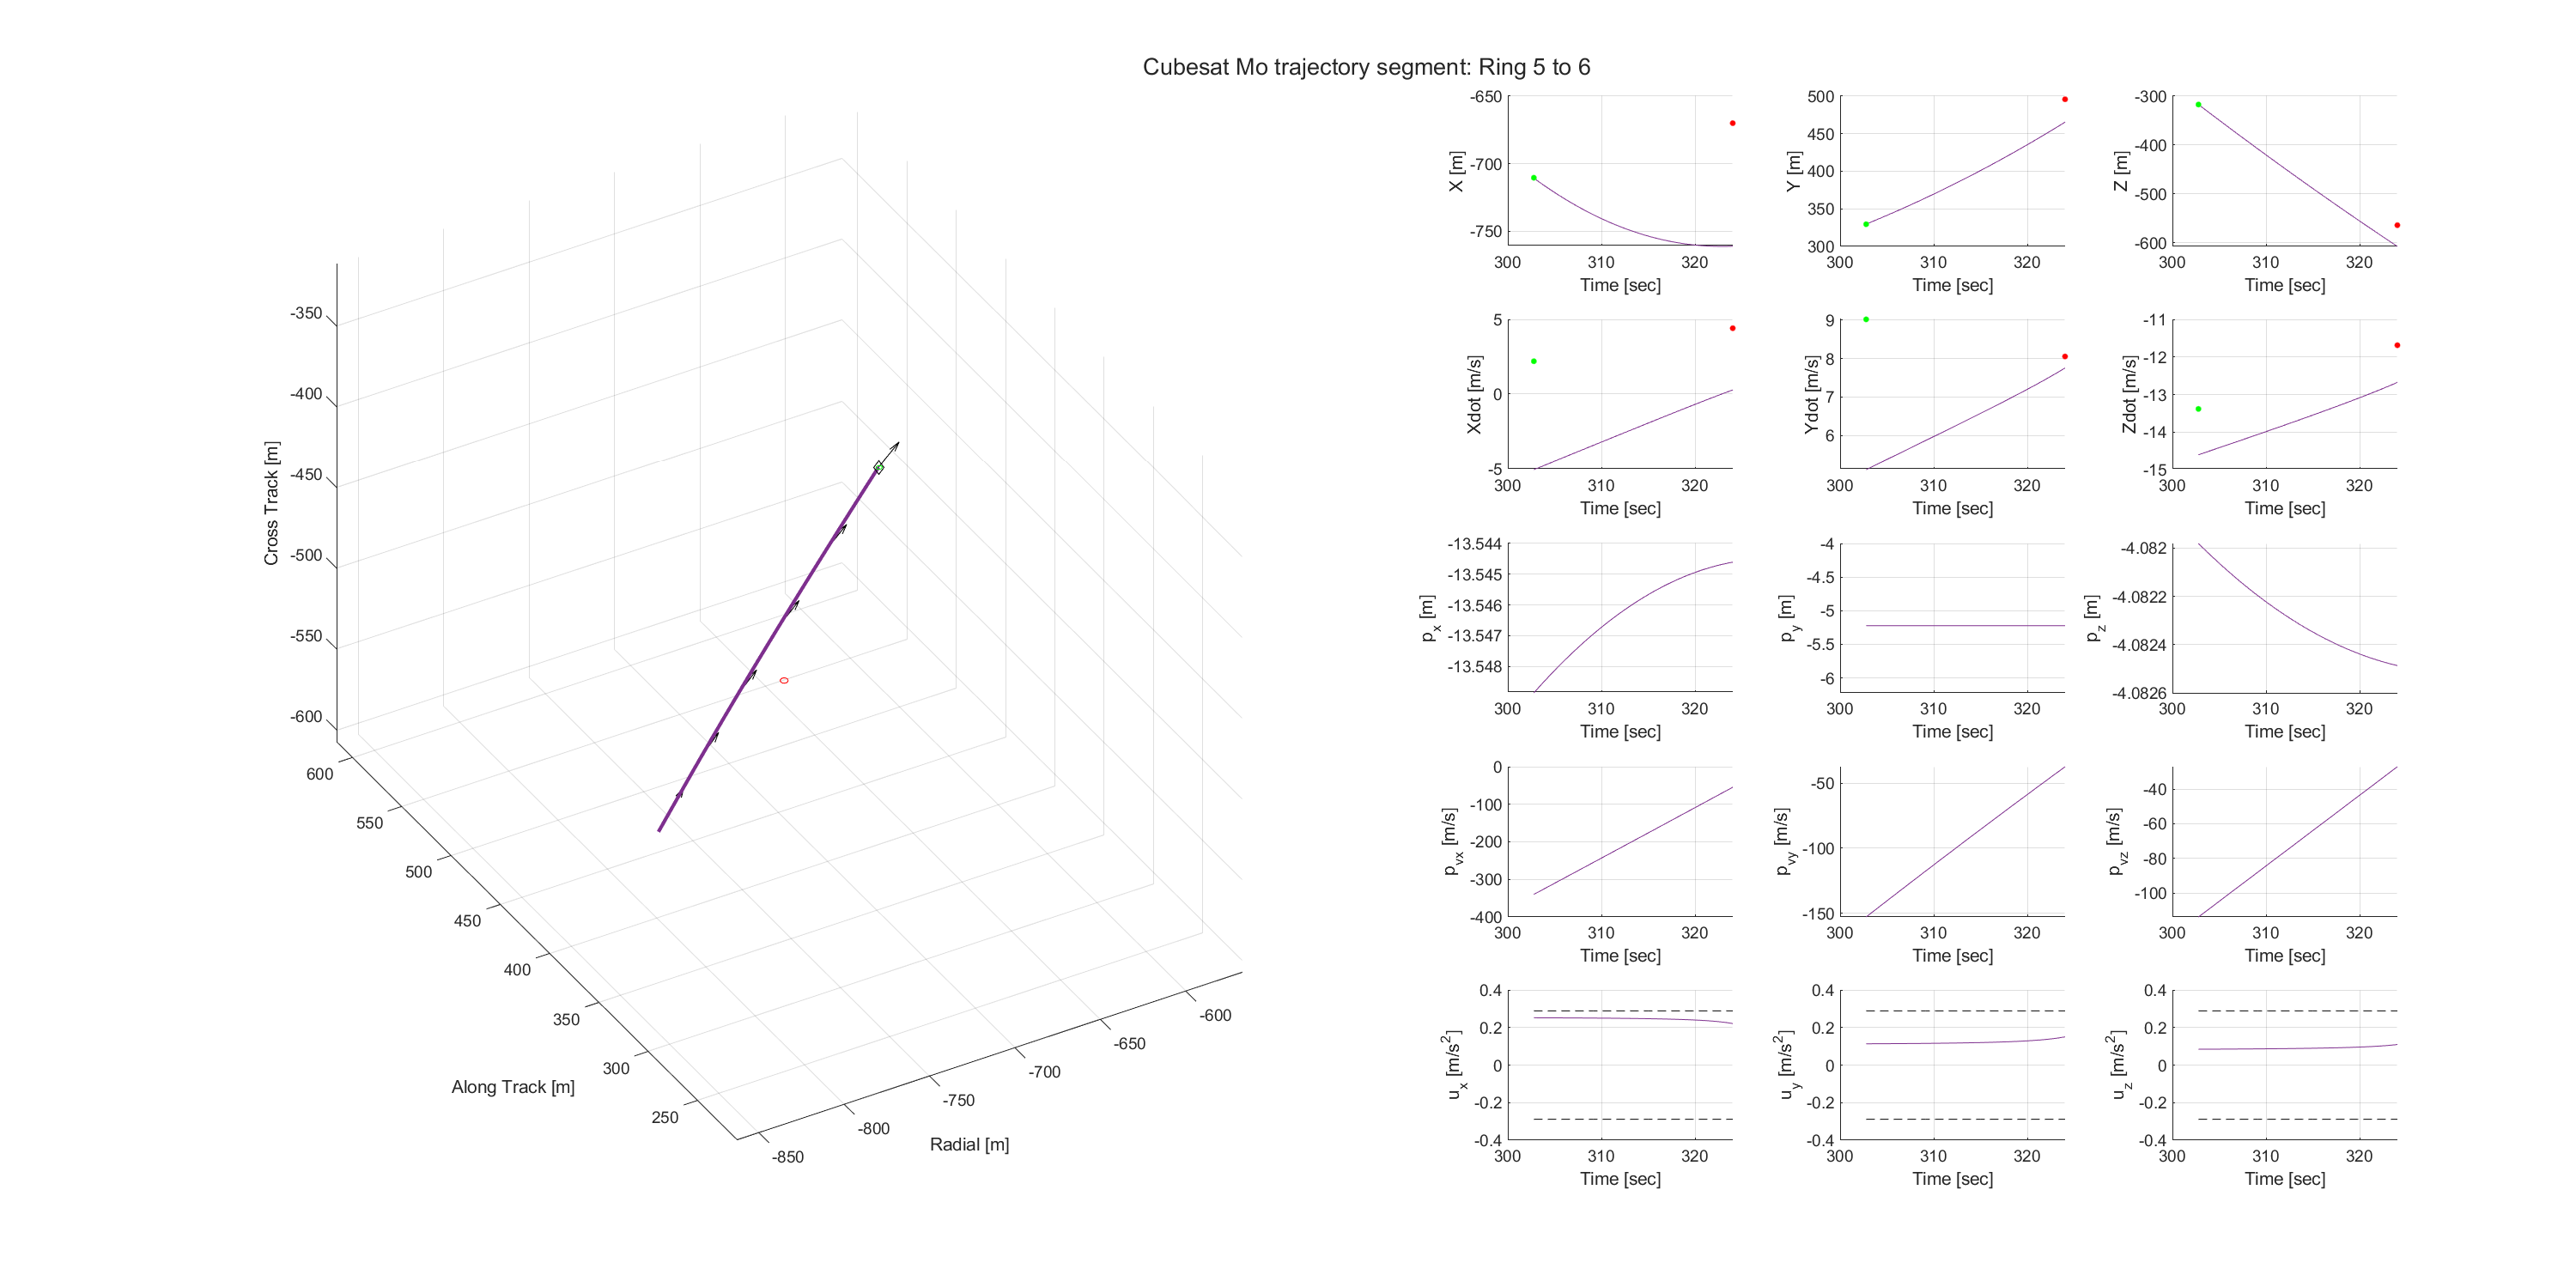 Cubesat Mo trajectory segment: Ring 5 to 6
-350
-400
-450
-500
-550
-600
Cross Track [m]
600
550
500
450
400
350
300
250
Along Track [m]
-850
-800
-750
-700
-650
-600
Radial [m]
-650
-700
-750
X [m]
300 310 320
Time [sec]
500
450
400
350
300
Y [m]
300 310 320
Time [sec]
-300
-400
-500
-600
Z [m]
300 310 320
Time [sec]
5
0
-5
Xdot [m/s]
300 310 320
Time [sec]
9
8
7
6
Ydot [m/s]
300 310 320
Time [sec]
-11
-12
-13
-14
-15
Zdot [m/s]
300 310 320
Time [sec]
-13.544
-13.545
-13.546
-13.547
-13.548
p_x [m]
300 310 320
Time [sec]
-4
-4.5
-5
-5.5
-6
p_y [m]
300 310 320
Time [sec]
-4.082
-4.0822
-4.0824
-4.0826
p_z [m]
300 310 320
Time [sec]
0
-100
-200
-300
-400
p_vx [m/s]
300 310 320
Time [sec]
-50
-100
-150
p_vy [m/s]
300 310 320
Time [sec]
-40
-60
-80
-100
p_vz [m/s]
300 310 320
Time [sec]
0.4
0.2
0
-0.2
-0.4
u_x [m/s²]
300 310 320
Time [sec]
0.4
0.2
0
-0.2
-0.4
u_y [m/s²]
300 310 320
Time [sec]
0.4
0.2
0
-0.2
-0.4
u_z [m/s²]
300 310 320
Time [sec]